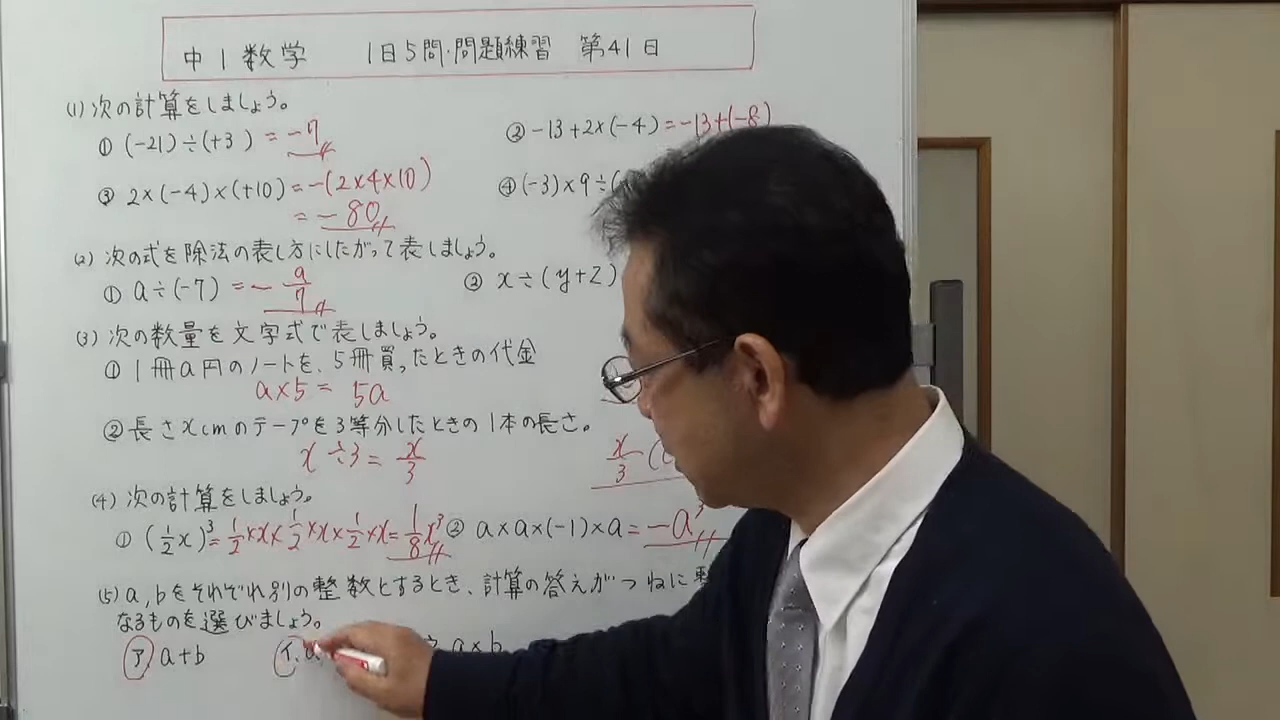 中1数学 1日5問・問題練習 第41日
(1) 次の計算をしましょう。
① (-21)÷(+3) = -7
② -13+2×(-4) = -13+(-8)
③ 2×(-4)×(+10) = -(2×4×10)
= -80
④ (-3)×9÷(
(2) 次の式を除法の表し方にしたがって表しましょう。
① a÷(-7) = -a/7
② x÷(y+2)
(3) 次の数量を文字式で表しましょう。
① 1冊a円のノートを、5冊買ったときの代金
a×5 = 5a
② 長さxcmのテープを3等分したときの1本の長さ。
x÷3 = x/3
x/3 (
(4) 次の計算をしましょう。
① (1/2x)³ = 1/2×x×1/2×x×1/2×x = 1/8x³
② a×a×(-1)×a = -a³
(5) a,bをそれぞれ別の整数とするとき、計算の答えがつねに
なるものを選びましょう。
ア. a+b イ. a a×b